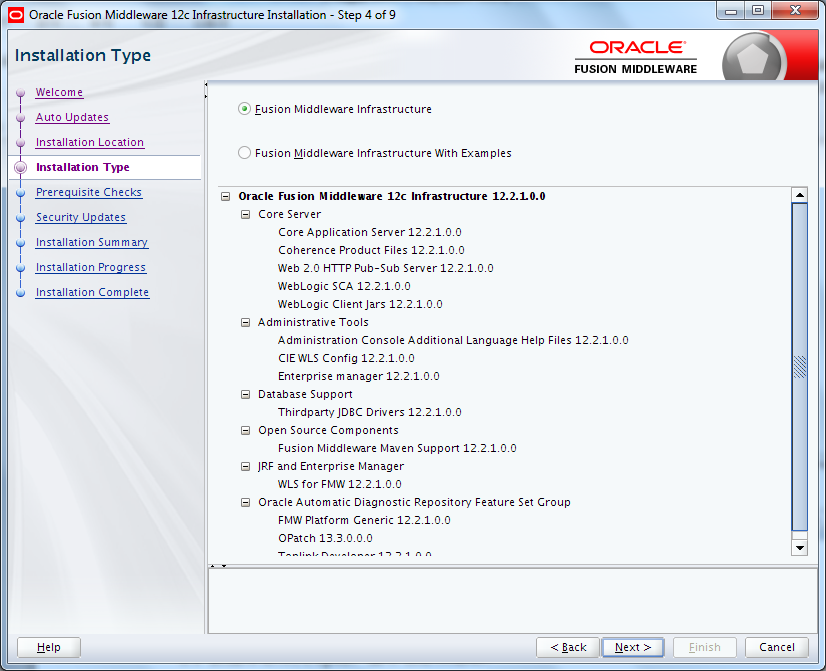 Oracle Fusion Middleware 12c Infrastructure Installation - Step 4 of 9
Installation Type
ORACLE
FUSION MIDDLEWARE
Welcome
Auto Updates
Installation Location
Installation Type
Prerequisite Checks
Security Updates
Installation Summary
Installation Progress
Installation Complete
Fusion Middleware Infrastructure
Fusion Middleware Infrastructure With Examples
Oracle Fusion Middleware 12c Infrastructure 12.2.1.0.0
Core Server
Core Application Server 12.2.1.0.0
Coherence Product Files 12.2.1.0.0
Web 2.0 HTTP Pub-Sub Server 12.2.1.0.0
WebLogic SCA 12.2.1.0.0
WebLogic Client Jars 12.2.1.0.0
Administrative Tools
Administration Console Additional Language Help Files 12.2.1.0.0
CIE WLS Config 12.2.1.0.0
Enterprise manager 12.2.1.0.0
Database Support
Thirdparty JDBC Drivers 12.2.1.0.0
Open Source Components
Fusion Middleware Maven Support 12.2.1.0.0
JRF and Enterprise Manager
WLS for FMW 12.2.1.0.0
Oracle Automatic Diagnostic Repository Feature Set Group
FMW Platform Generic 12.2.1.0.0
OPatch 13.3.0.0.0
Toplink Developer 12.2.1.0.0
Help
< Back
Next >
Finish
Cancel